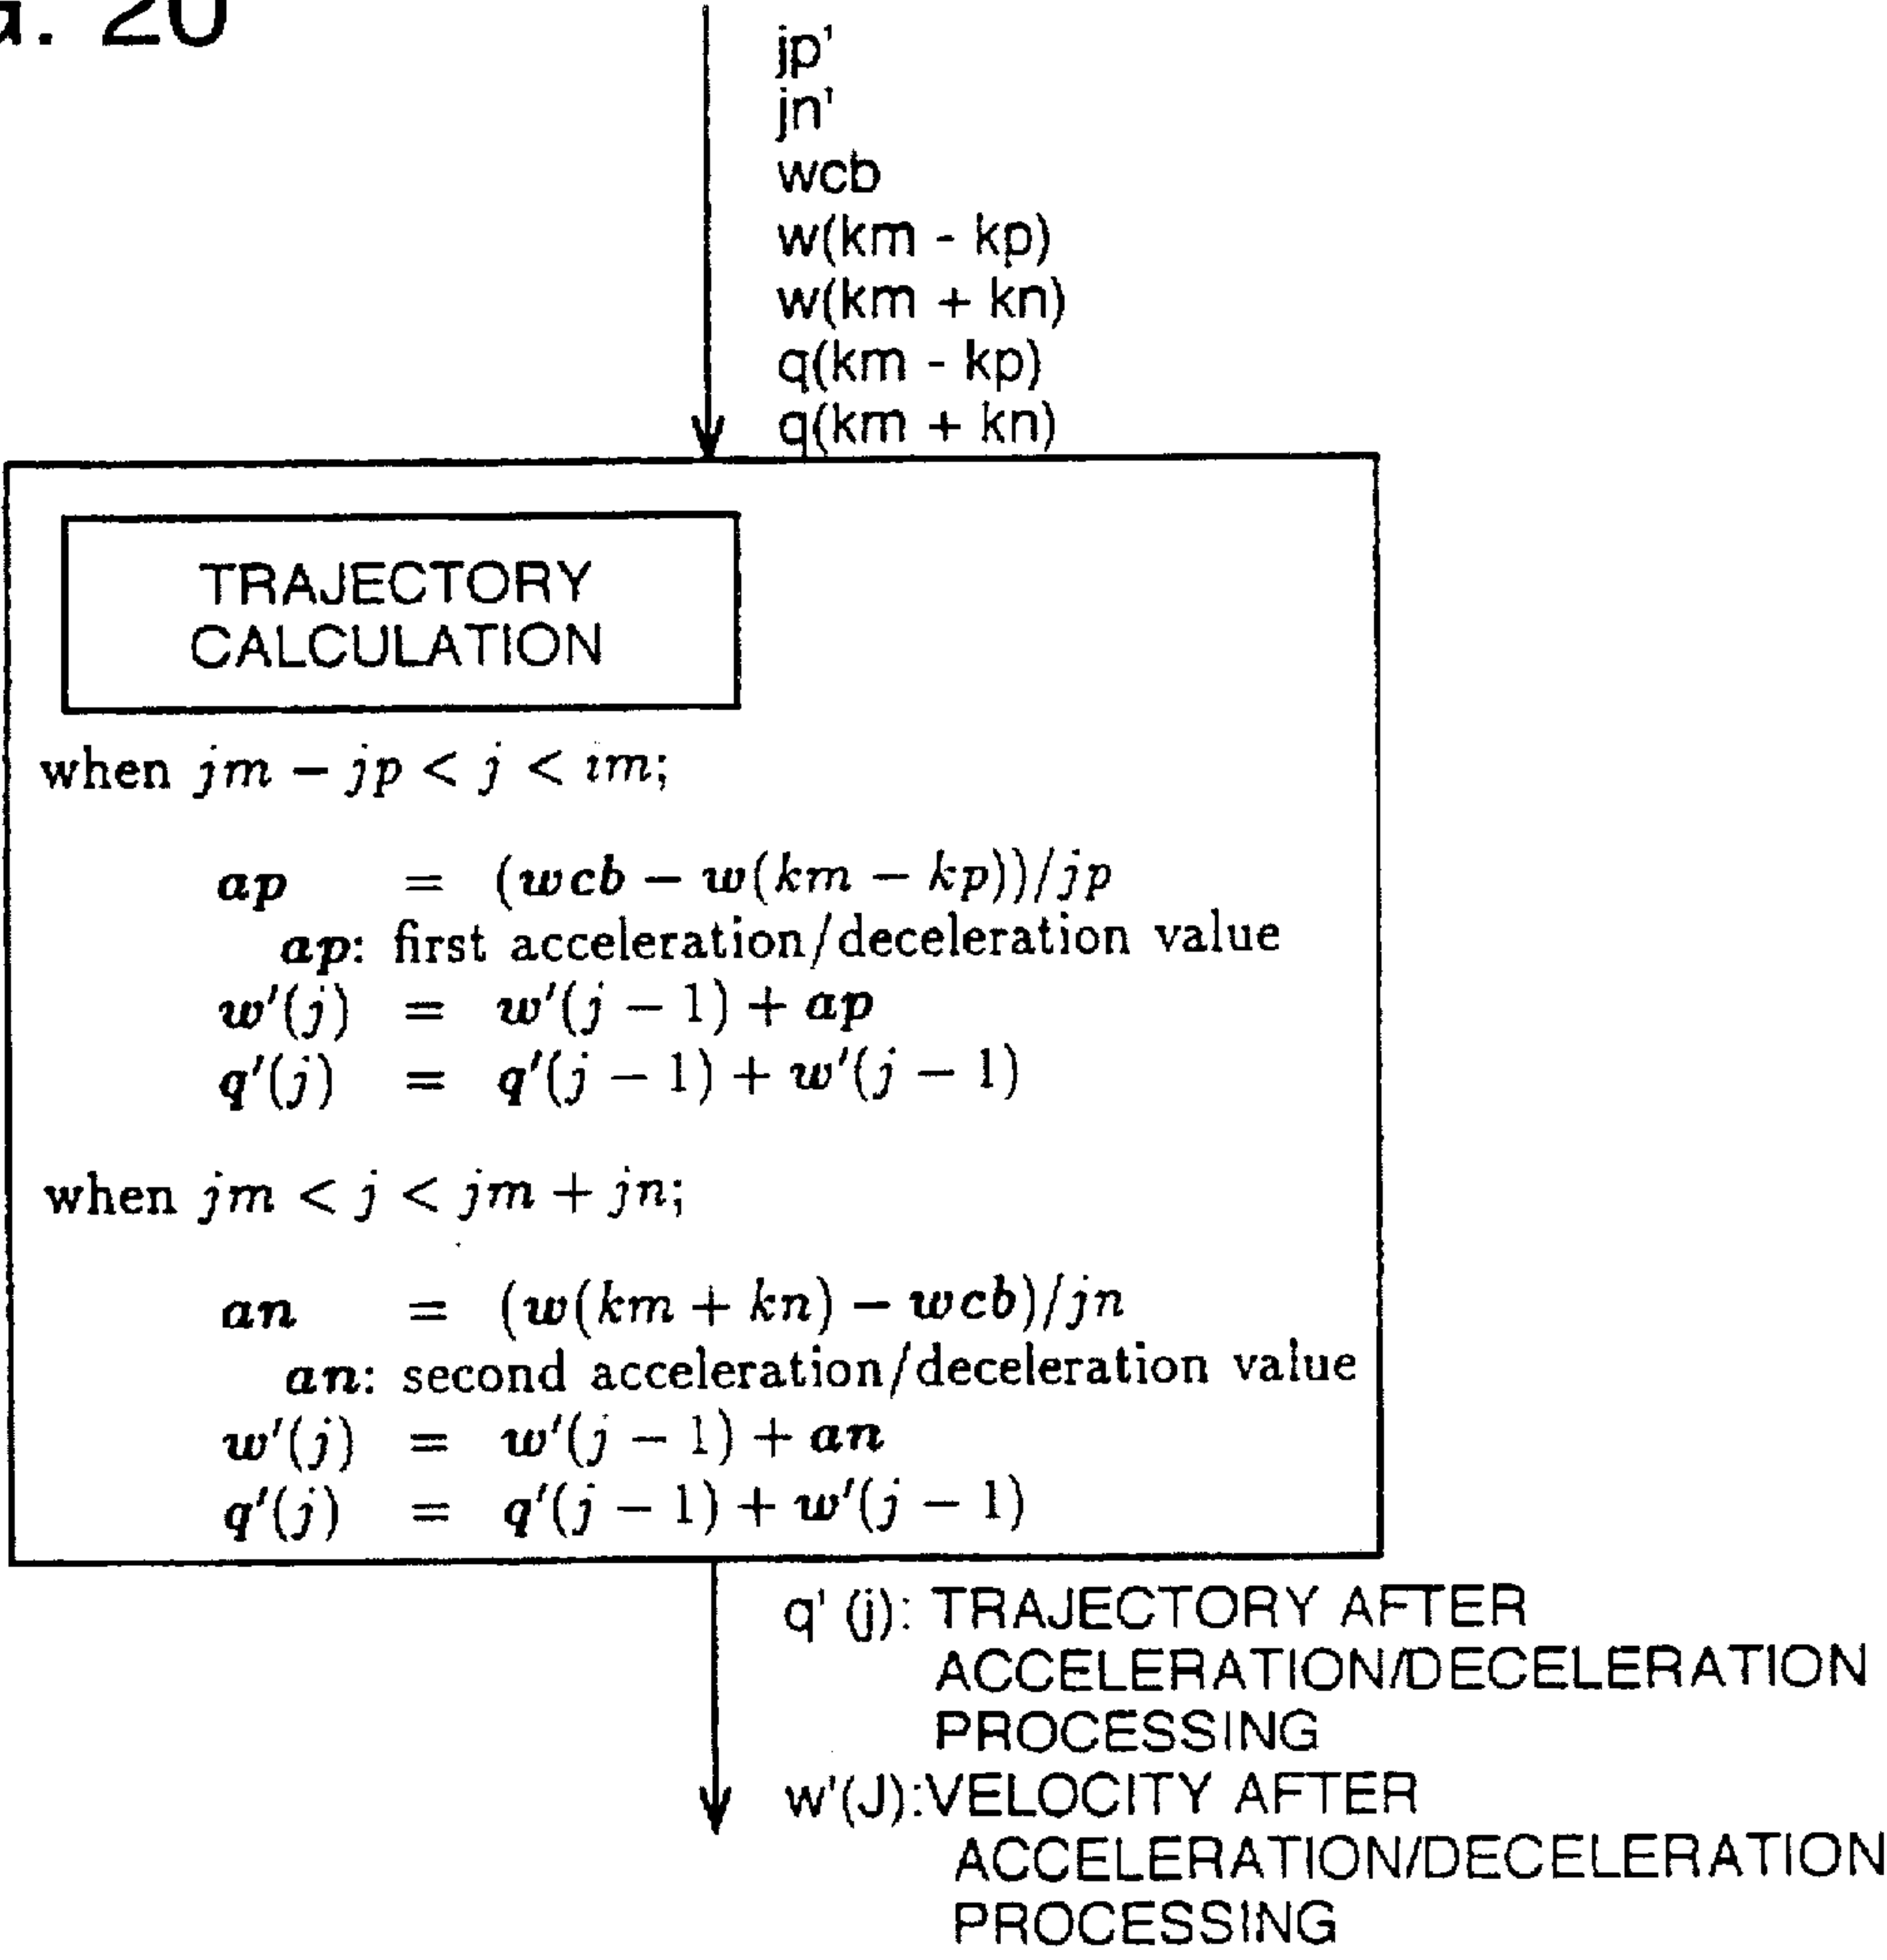 . 20
jp'
jn'
wcb
w(km - kp)
w(km + kn)
q(km - kp)
q(km + kn)
TRAJECTORY
CALCULATION
when jm − jp < j < im;
ap = (wcb − w(km − kp))/jp
ap: first acceleration/deceleration value
w'(j) = w'(j − 1) + ap
q'(j) = q'(j − 1) + w'(j − 1)
when jm < j < jm + jn;
an = (w(km + kn) − wcb)/jn
an: second acceleration/deceleration value
w'(j) = w'(j − 1) + an
q'(j) = q'(j − 1) + w'(j − 1)
q' (j): TRAJECTORY AFTER
ACCELERATION/DECELERATION
PROCESSING
w'(J):VELOCITY AFTER
ACCELERATION/DECELERATION
PROCESSING